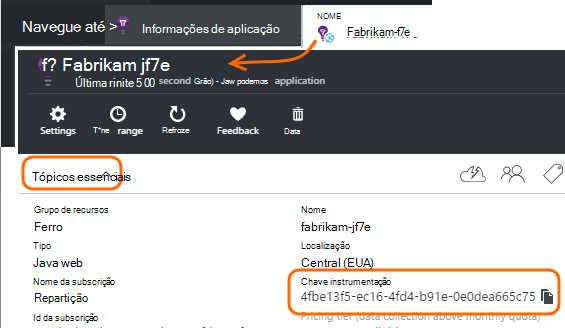 Navegue até > Informações de aplicação
NOME
Fabrikam-f7e
f? Fabrikam jf7e
Última rinite 5 00 second Grão) - Jaw podemos application
Settings
T^ne range
Refroze
Feedback
Data
Tópicos essenciais
Grupo de recursos
Ferro
Nome
fabrikam-jf7e
Tipo
Java web
Localização
Central (EUA)
Nome da subscrição
Repartição
Chave instrumentação
4fbe13f5-ec16-4fd4-b91e-0e0dea665c75
Id da subscrição
Pricing tier (data collection above monthly quota)